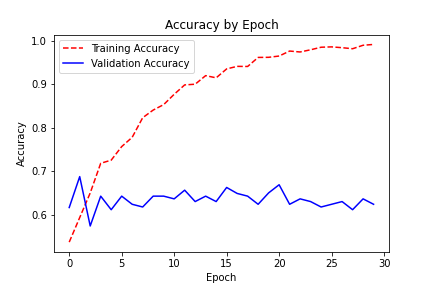 Accuracy by Epoch
Training Accuracy
Validation Accuracy
Accuracy
1.0
0.9
0.8
0.7
0.6
0 5 10 15 20 25 30
Epoch